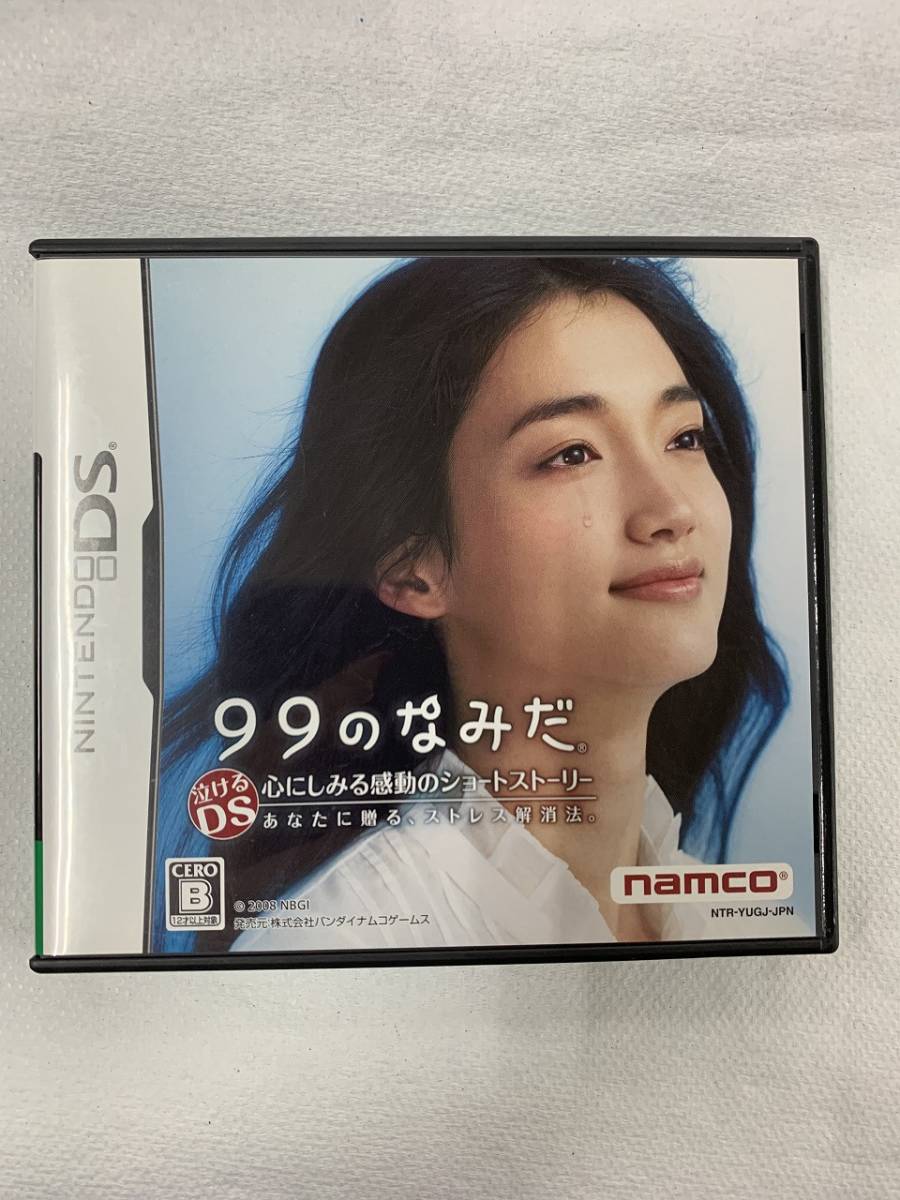 NINTENDO DS®
99のなみだ®
泣ける
DS
心にしみる感動のショートストーリー
あなたに贈る、ストレス解消法。
CERO
B
12才以上対象
© 2008 NBGI
発売元:株式会社バンダイナムコゲームス
namco®
NTR-YUGJ-JPN